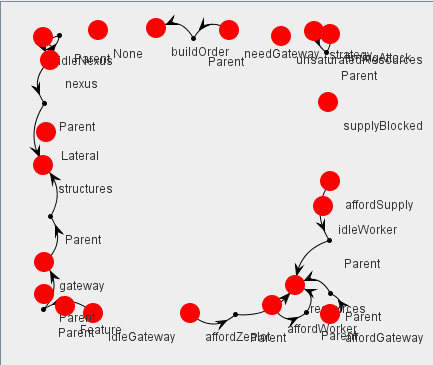 idleNexus
Parent
None
buildOrder
Parent
needGateway
strategy
unsaturatedResources
Parent
nexus
supplyBlocked
Parent
Lateral
structures
affordSupply
idleWorker
Parent
Parent
gateway
Parent
Parent
Feature
idleGateway
affordZealot
Parent
resources
affordWorker
Parent
Parent
affordGateway